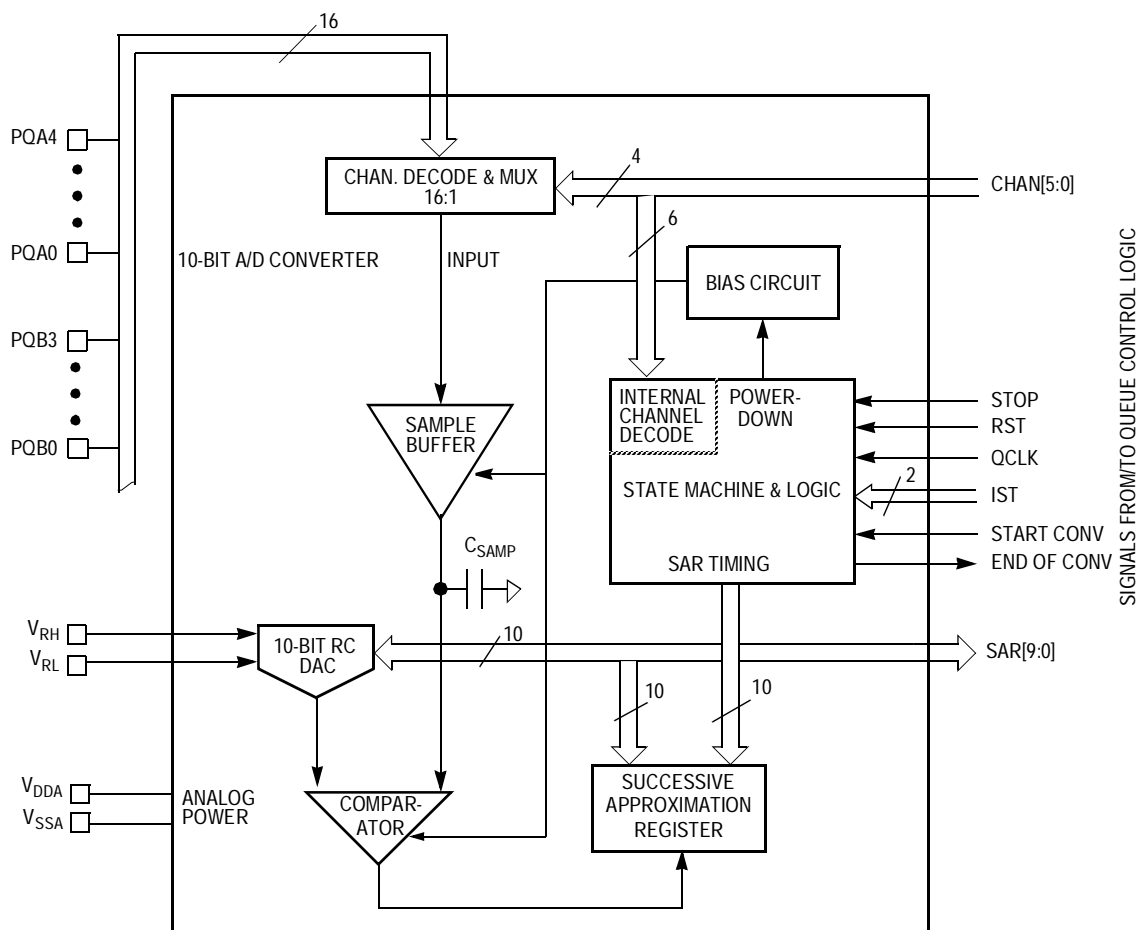 16
PQA4
PQA0
PQB3
PQB0
CHAN. DECODE & MUX
16:1
4
CHAN[5:0]
6
10-BIT A/D CONVERTER
INPUT
BIAS CIRCUIT
SAMPLE
BUFFER
INTERNAL
CHANNEL
DECODE
POWER-
DOWN
STATE MACHINE & LOGIC
SAR TIMING
STOP
RST
QCLK
2
IST
START CONV
END OF CONV
SIGNALS FROM/TO QUEUE CONTROL LOGIC
CSAMP
VRH
VRL
10-BIT RC
DAC
10
SAR[9:0]
10
10
VDDA
VSSA
ANALOG
POWER
COMPAR-
ATOR
SUCCESSIVE
APPROXIMATION
REGISTER